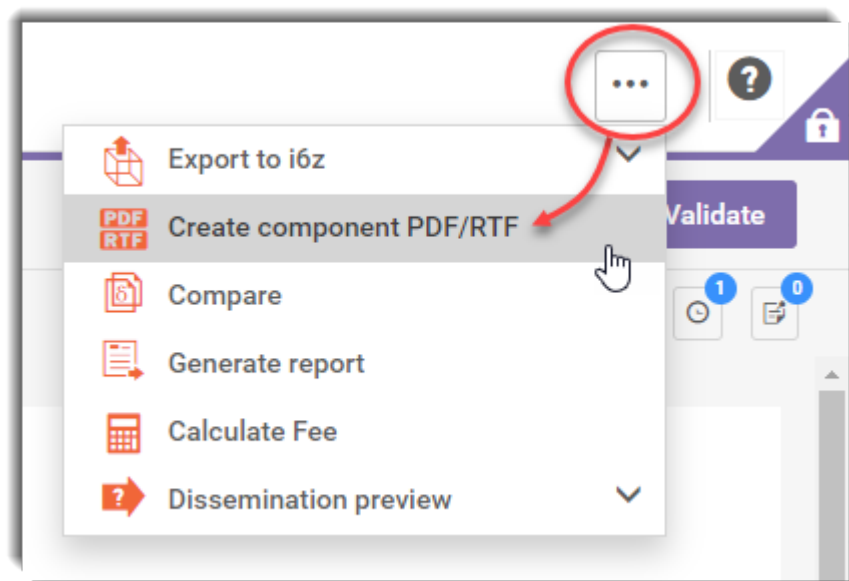 ...
?
Export to i6z
PDF
RTF
Create component PDF/RTF
Validate
δ
Compare
1
0
Generate report
Calculate Fee
?
Dissemination preview